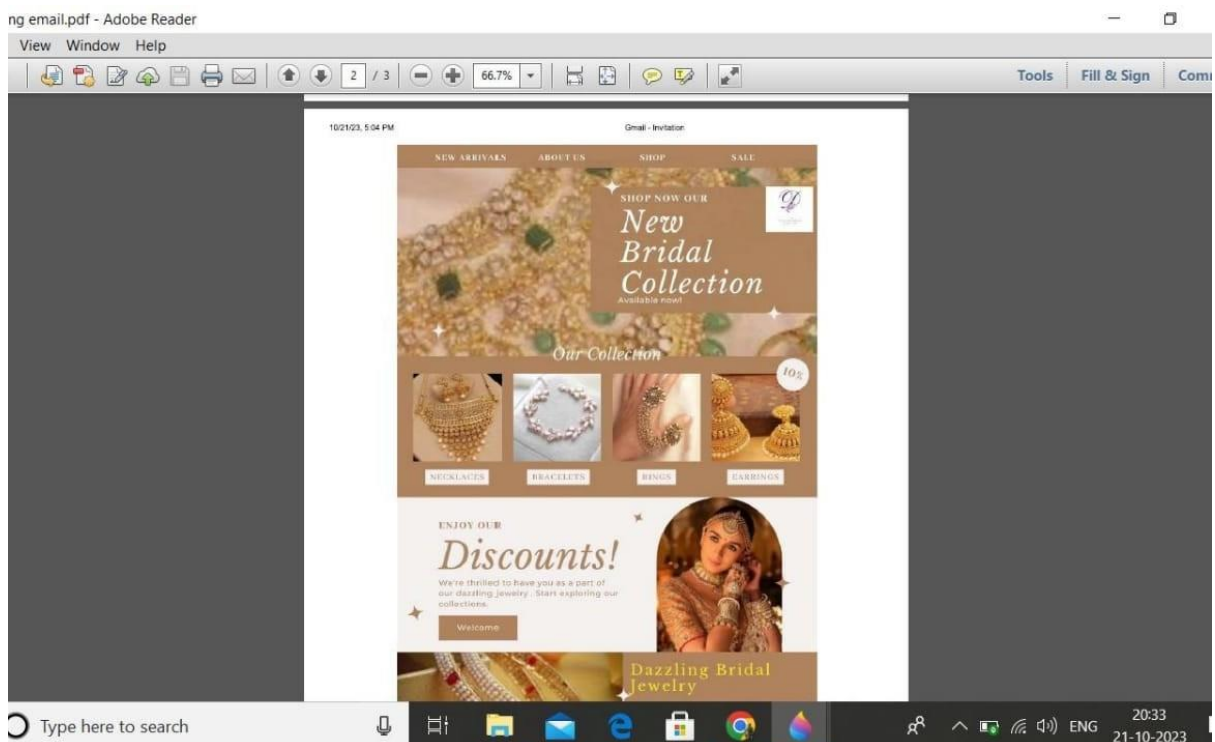 ng email.pdf - Adobe Reader
View Window Help
2 / 3 66.7% Tools Fill & Sign Comr
10/21/23, 5:04 PM Gmail - Invitation
NEW ARRIVALS ABOUT US SHOP SALE
SHOP NOW OUR
New
Bridal
Collection
Available now!
Our Collection
10%
NECKLACES BRACELETS RINGS EARRINGS
ENJOY OUR
Discounts!
We're thrilled to have you as a part of
our dazzling jewelry . Start exploring our
collections.
Welcome
Dazzling Bridal
Jewelry
Type here to search ENG 20:33
21-10-2023